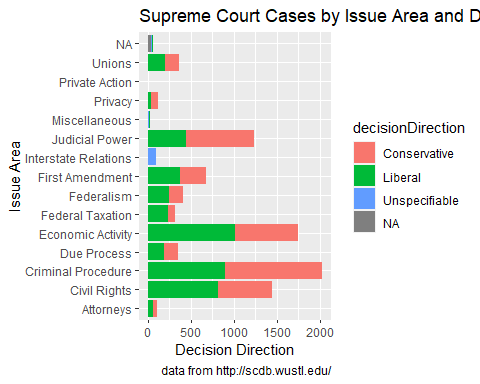 Supreme Court Cases by Issue Area and D
NA
Unions
Private Action
Privacy
Miscellaneous
Judicial Power
Interstate Relations
First Amendment
Federalism
Federal Taxation
Economic Activity
Due Process
Criminal Procedure
Civil Rights
Attorneys
Issue Area
0 500 1000 1500 2000
Decision Direction
data from http://scdb.wustl.edu/
decisionDirection
Conservative
Liberal
Unspecifiable
NA